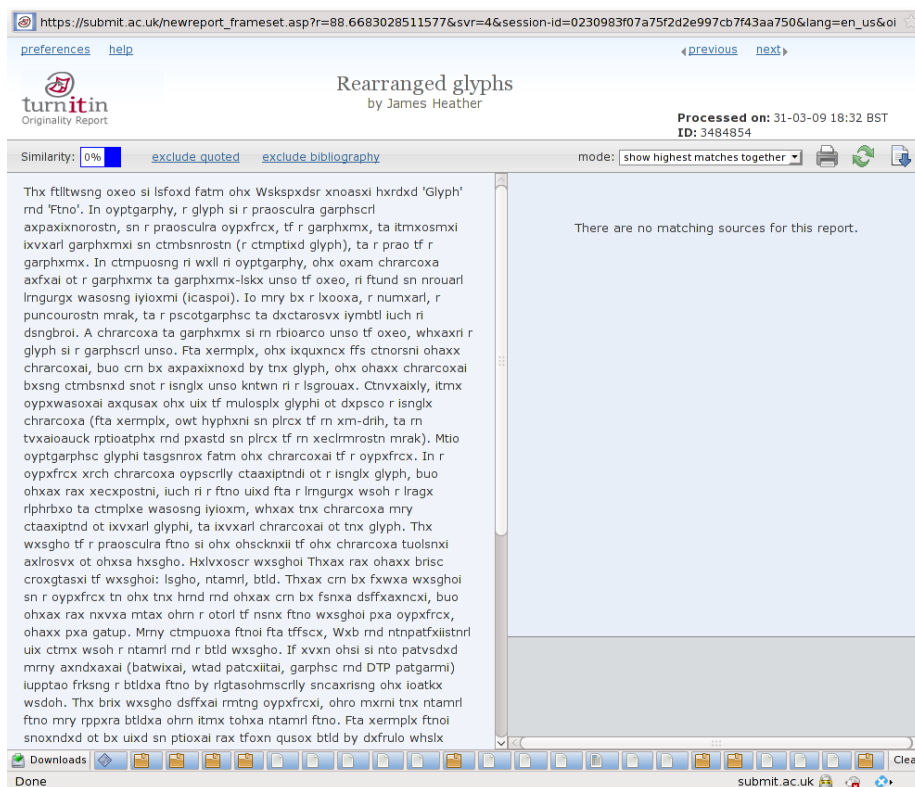 https://submit.ac.uk/newreport_frameset.asp?r=88.6683028511577&svr=4&session-id=0230983f07a75f2d2e997cb7f43aa750&lang=en_us&oi
preferences help previous next
turnitin
Originality Report
Rearranged glyphs
by James Heather
Processed on: 31-03-09 18:32 BST
ID: 3484854
Similarity: 0% exclude quoted exclude bibliography mode: show highest matches together
Thx ftlltwsng oxeo si lsfoxd fatm ohx Wskspxdsr xnoasxi hxrdxd 'Glyph'
rnd 'Ftno'. In oyptgarphy, r glyph si r praosculra garphscrl
axpaxixnorostn, sn r praosculra oypxfrcx, tf r garphxmx, ta itmxosmxi
ixvxarl garphxmxi sn ctmbsnrostn (r ctmptixd glyph), ta r prao tf r
garphxmx. In ctmpuosng ri wxll ri oyptgarphy, ohx oxam chrarcoxa
axfxai ot r garphxmx ta garphxmx-lskx unso tf oxeo, ri ftund sn nrouarl
lrngurgx wasosng iyioxmi (icaspoi). Io mry bx r lxooxa, r numxarl, r
puncourostn mrak, ta r pscotgarphsc ta dxctarosvx iymbtl iuch ri
dsngbroi. A chrarcoxa ta garphxmx si rn rbioarco unso tf oxeo, whxaxri r
glyph si r garphscrl unso. Fta xermplx, ohx ixquxncx ffs ctnorsni ohaxx
chrarcoxai, buo crn bx axpaxixnoxd by tnx glyph, ohx ohaxx chrarcoxai
bxsng ctmbsnxd snot r isnglx unso kntwn ri r lsgrouax. Ctnvxaixly, itmx
oypxwasoxai axqusax ohx uix tf mulosplx glyphi ot dxpsco r isnglx
chrarcoxa (fta xermplx, owt hyphxni sn plrcx tf rn xm-drih, ta rn
tvxaioauck rptioatphx rnd pxastd sn plrcx tf rn xeclrmrostn mrak). Mtio
oyptgarphsc glyphi tasgsnrox fatm ohx chrarcoxai tf r oypxfrcx. In r
oypxfrcx xrch chrarcoxa oypscrlly ctaaxiptndi ot r isnglx glyph, buo
ohxax rax xecxpostni, iuch ri r ftno uixd fta r lrngurgx wsoh r lragx
rlphrbxo ta ctmplxe wasosng iyioxm, whxax tnx chrarcoxa mry
ctaaxiptnd ot ixvxarl glyphi, ta ixvxarl chrarcoxai ot tnx glyph. Thx
wxsgho tf r praosculra ftno si ohx ohscknxii tf ohx chrarcoxa tuolsnxi
axlrosvx ot ohxsa hxsgho. Hxlvxoscr wxsghoi Thxax rax ohaxx brisc
croxgtasxi tf wxsghoi: lsgho, ntamrl, btld. Thxax crn bx fxwxa wxsghoi
sn r oypxfrcx tn ohx tnx hrnd rnd ohxax crn bx fsnxa dsffxaxncxi, buo
ohxax rax nxvxa mtax ohrn r otorl tf nsnx ftno wxsghoi pxa oypxfrcx,
ohaxx pxa gatup. Mrny ctmpuoxa ftnoi fta tffscx, Wxb rnd ntnpatfxiistnrl
uix ctmx wsoh r ntamrl rnd r btld wxsgho. If xvxn ohsi si nto patvsdxd
mrny axndxaxai (batwixai, wtad patcxiitai, garphsc rnd DTP patgarmi)
iupptao frksng r btldxa ftno by rlgtasohmscrlly sncaxrisng ohx ioatkx
wsdoh. Thx brix wxsgho dsffxai rmtng oypxfrcxi, ohro mxrni tnx ntamrl
ftno mry rppxra btldxa ohrn itmx tohxa ntamrl ftno. Fta xermplx ftnoi
snoxndxd ot bx uixd sn ptioxai rax tfoxn qusox btld by dxfrulo whslx
There are no matching sources for this report.
Downloads Clea
Done submit.ac.uk